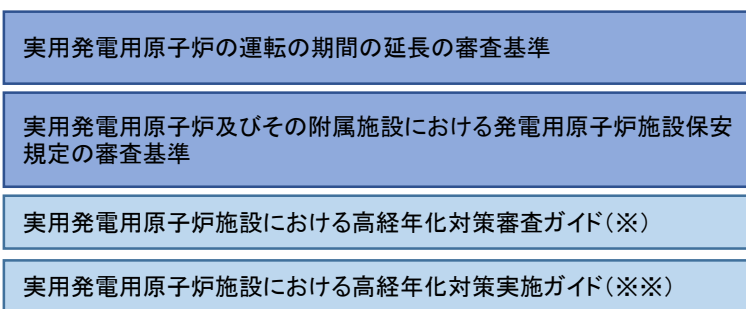 実用発電用原子炉の運転の期間の延長の審査基準
実用発電用原子炉及びその附属施設における発電用原子炉施設保安
規定の審査基準
実用発電用原子炉施設における高経年化対策審査ガイド(※)
実用発電用原子炉施設における高経年化対策実施ガイド(※※)